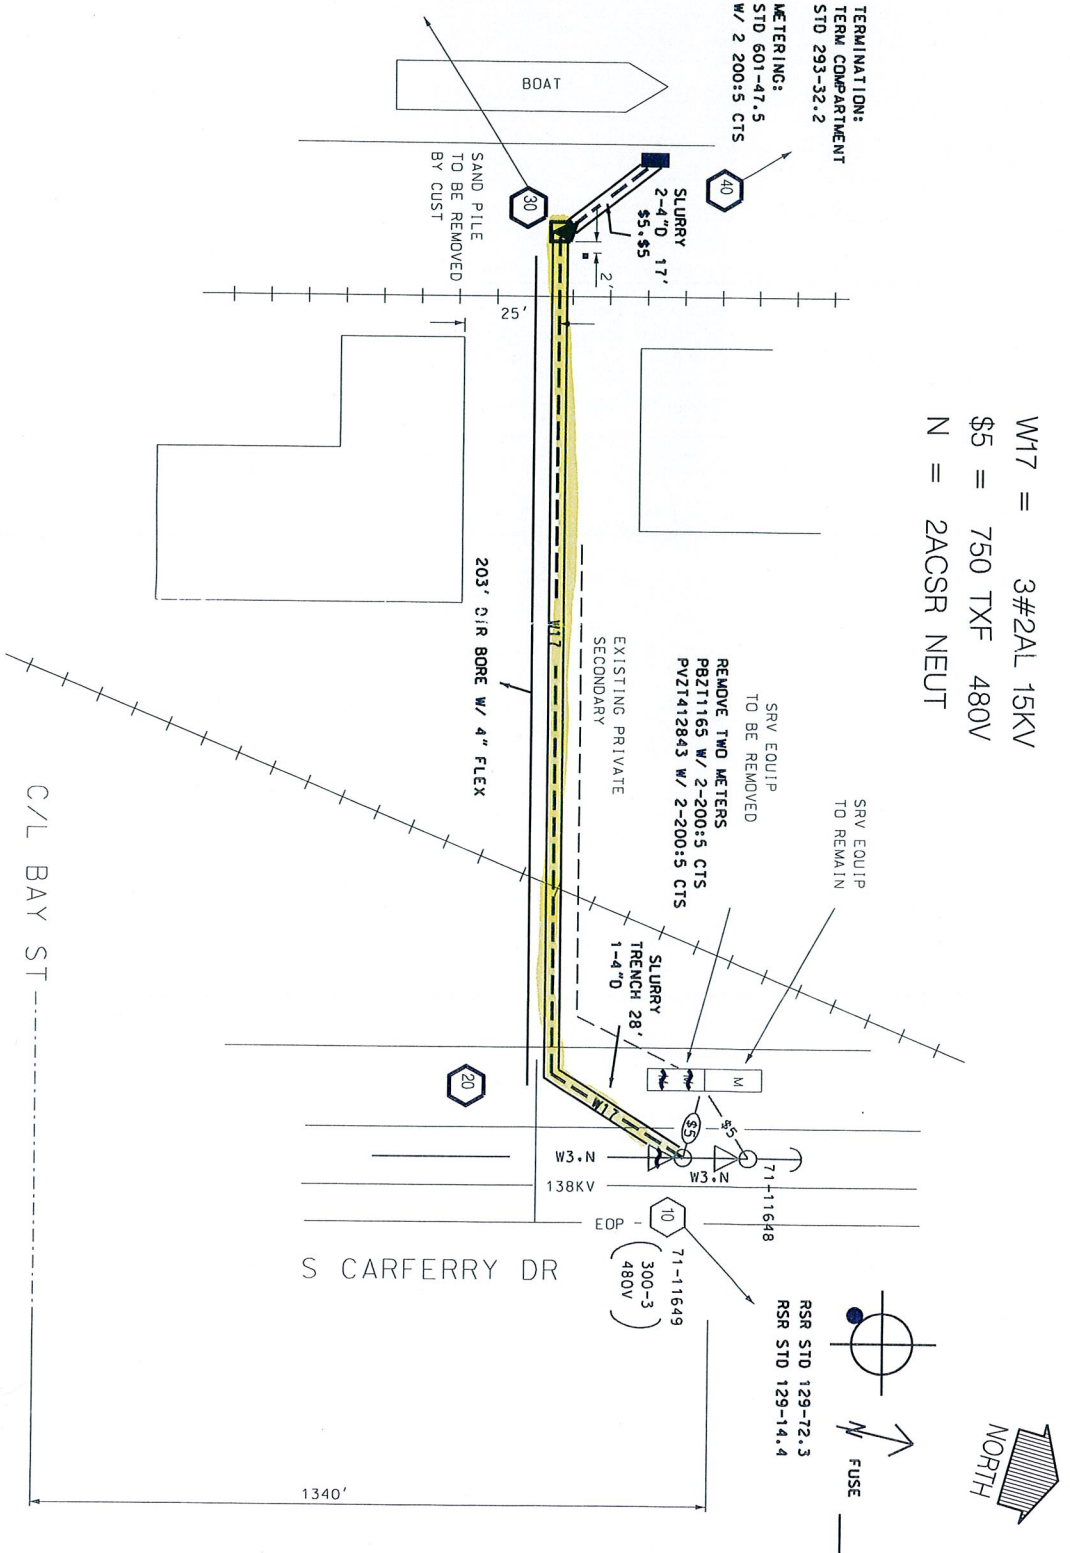 TERMINATION:
TERM COMPARTMENT
STD 293-32.2
METERING:
STD 601-47.5
W/ 2 200:5 CTS
40
BOAT
30
SAND PILE
TO BE REMOVED
BY CUST
SLURRY
2-4"D 17'
$5.$5
2'
25'
W17 = 3#2AL 15KV
$5 = 750 TXF 480V
N = 2ACSR NEUT
203' DIR BORE W/ 4" FLEX
W17
EXISTING PRIVATE
SECONDARY
REMOVE TWO METERS
PBZT1165 W/ 2-200:5 CTS
PVZT412843 W/ 2-200:5 CTS
SRV EQUIP
TO BE REMOVED
SRV EQUIP
TO REMAIN
SLURRY
TRENCH 28'
1-4"D
C/L BAY ST
20
M
M
M
W17
$5
$5
W3.N
W3.N
71-11648
138KV
EOP
10
71-11649
300-3
480V
S CARFERRY DR
RSR STD 129-72.3
RSR STD 129-14.4
N
FUSE
NORTH
1340'